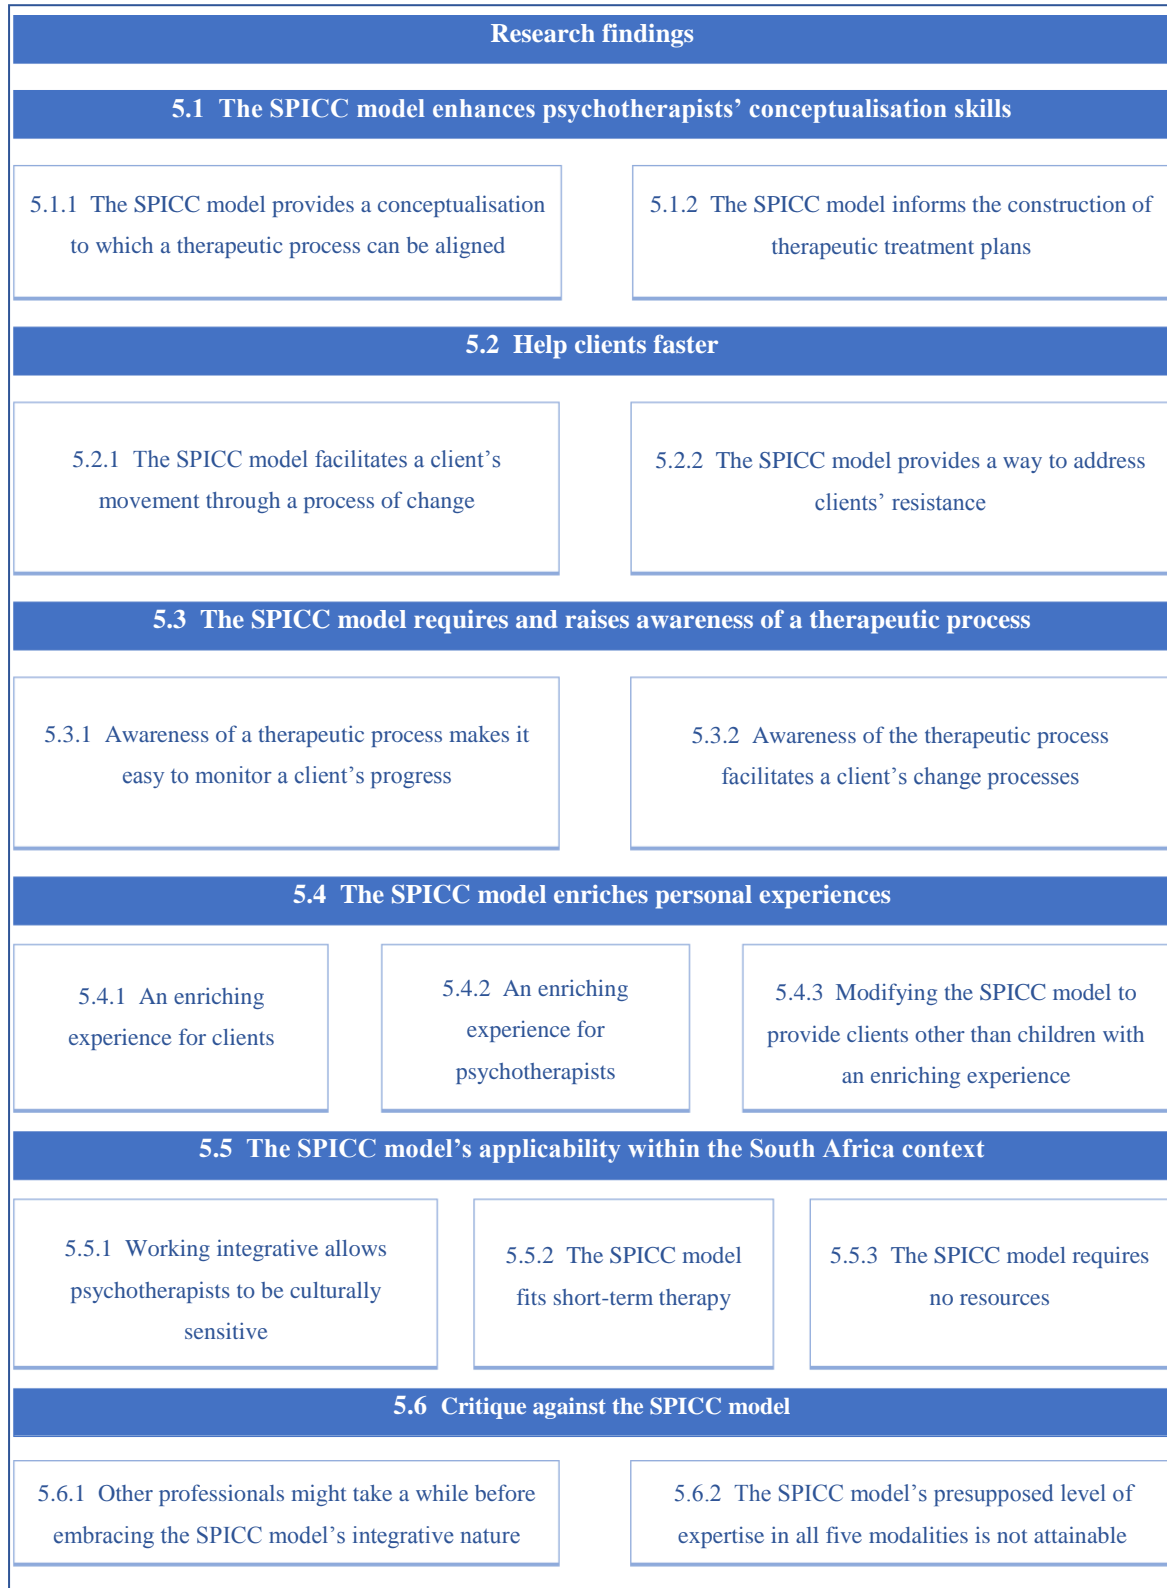 Research findings
5.1 The SPICC model enhances psychotherapists’ conceptualisation skills
5.1.1 The SPICC model provides a conceptualisation
to which a therapeutic process can be aligned
5.1.2 The SPICC model informs the construction of
therapeutic treatment plans
5.2 Help clients faster
5.2.1 The SPICC model facilitates a client’s
movement through a process of change
5.2.2 The SPICC model provides a way to address
clients’ resistance
5.3 The SPICC model requires and raises awareness of a therapeutic process
5.3.1 Awareness of a therapeutic process makes it
easy to monitor a client’s progress
5.3.2 Awareness of the therapeutic process
facilitates a client’s change processes
5.4 The SPICC model enriches personal experiences
5.4.1 An enriching
experience for clients
5.4.2 An enriching
experience for
psychotherapists
5.4.3 Modifying the SPICC model to
provide clients other than children with
an enriching experience
5.5 The SPICC model’s applicability within the South Africa context
5.5.1 Working integrative allows
psychotherapists to be culturally
sensitive
5.5.2 The SPICC model
fits short-term therapy
5.5.3 The SPICC model requires
no resources
5.6 Critique against the SPICC model
5.6.1 Other professionals might take a while before
embracing the SPICC model’s integrative nature
5.6.2 The SPICC model’s presupposed level of
expertise in all five modalities is not attainable